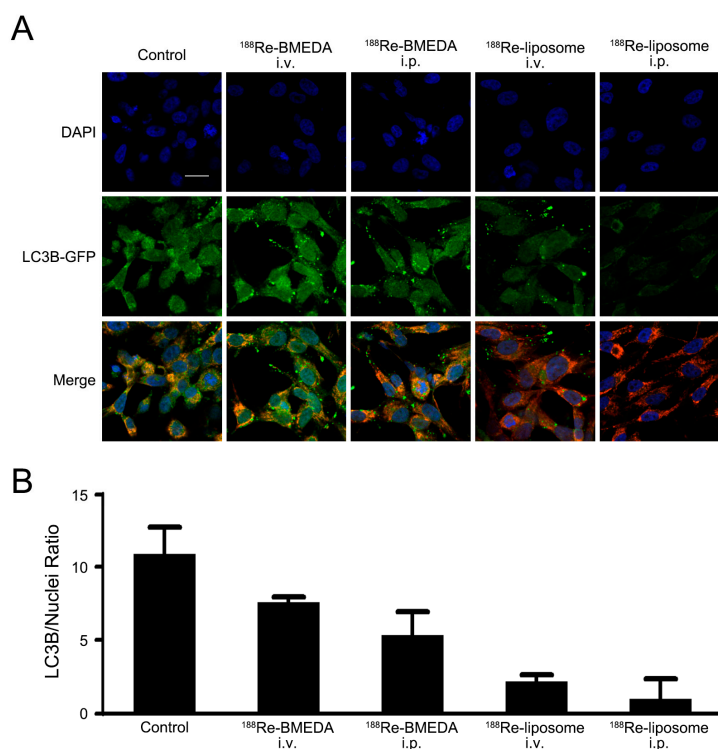 A
Control
¹⁸⁸Re-BMEDA
i.v.
¹⁸⁸Re-BMEDA
i.p.
¹⁸⁸Re-liposome
i.v.
¹⁸⁸Re-liposome
i.p.
DAPI
LC3B-GFP
Merge
B
LC3B/Nuclei Ratio
15
10
5
0
Control
¹⁸⁸Re-BMEDA
i.v.
¹⁸⁸Re-BMEDA
i.p.
¹⁸⁸Re-liposome
i.v.
¹⁸⁸Re-liposome
i.p.